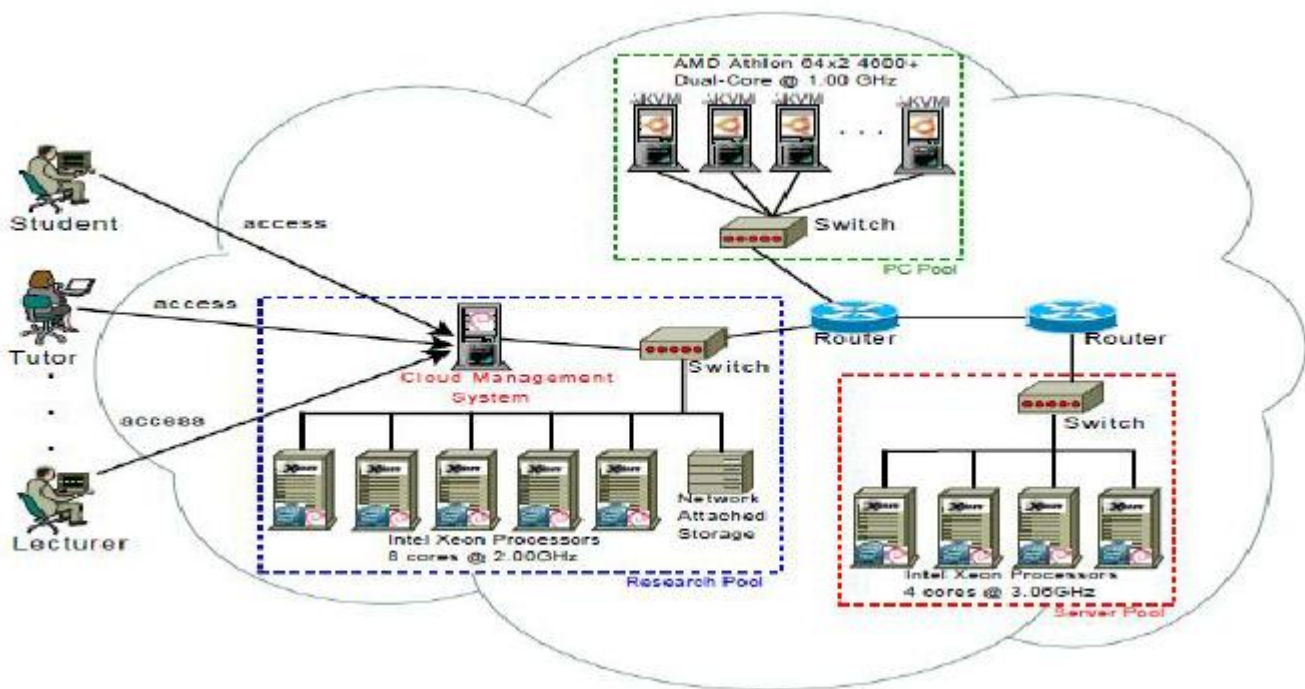 AMD Athlon 64x2 4600+
Dual-Core @ 1.00 GHz
KVM
KVM
KVM
KVM
. . .
Switch
PC Pool
Student
access
Tutor
access
Lecturer
access
Cloud Management
System
Switch
Router
Router
Network
Attached
Storage
Intel Xeon Processors
8 cores @ 2.00GHz
Research Pool
Switch
Intel Xeon Processors
4 cores @ 3.06GHz
Server Pool